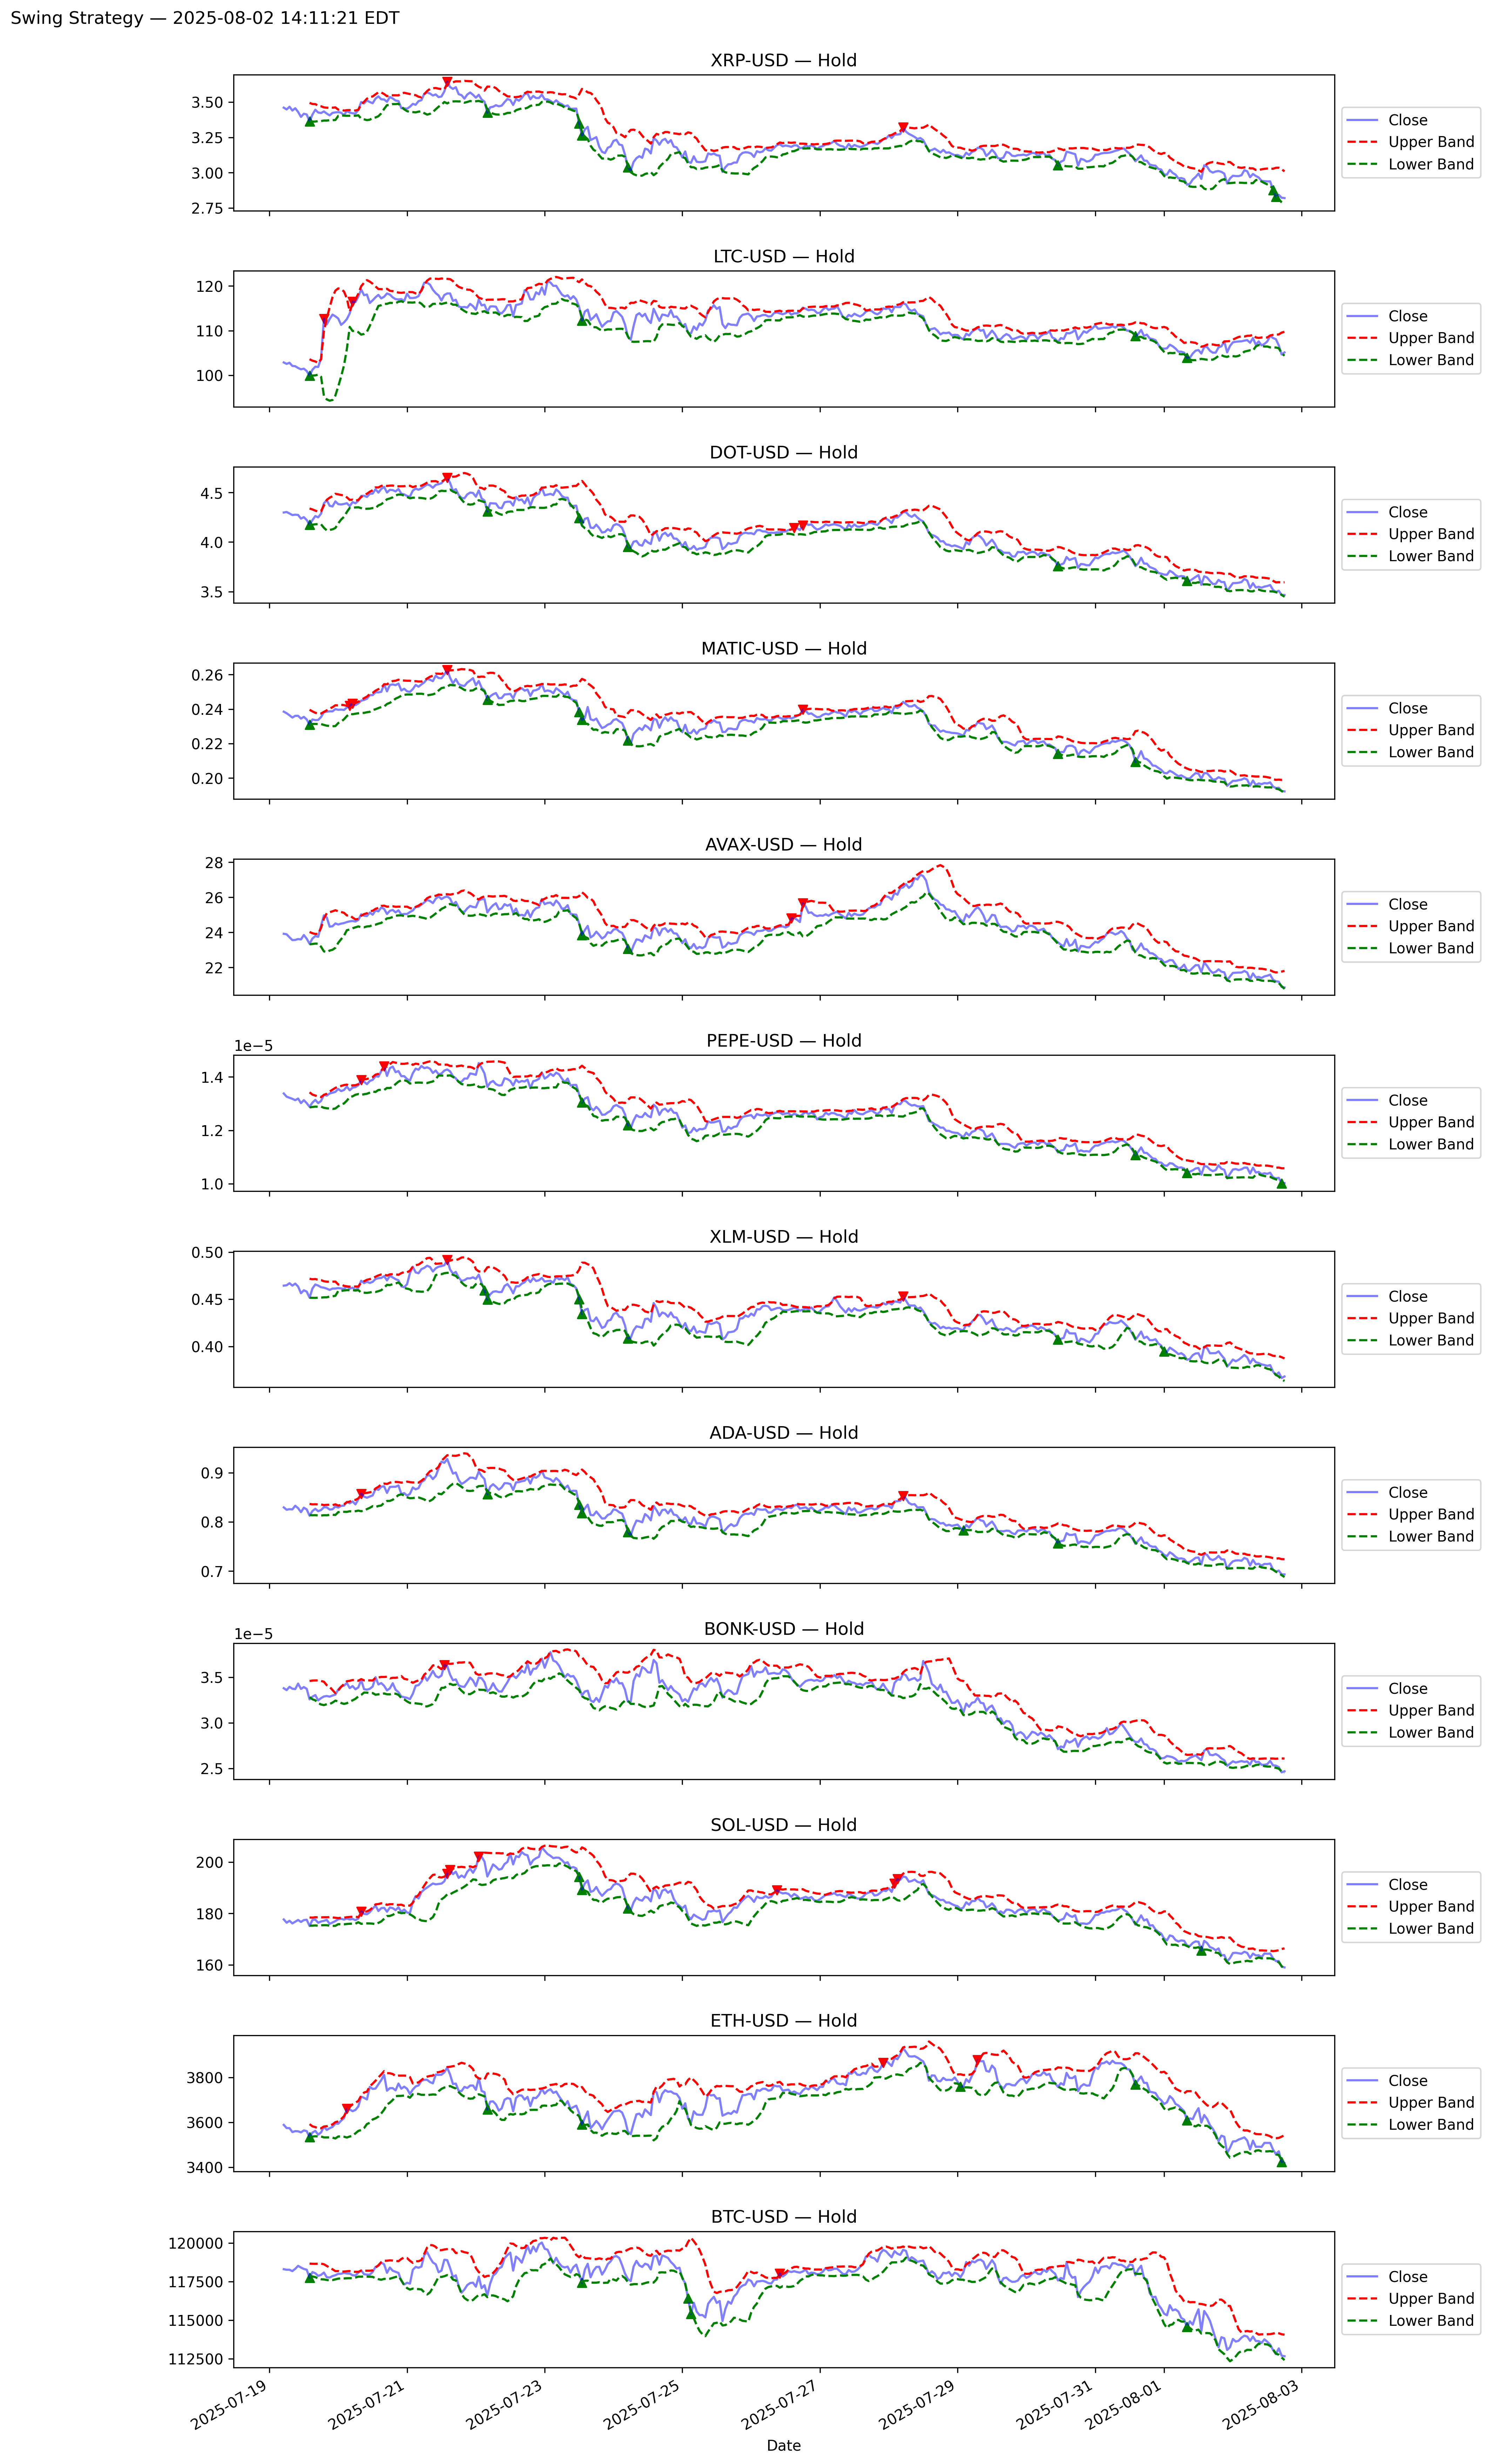 Swing Strategy — 2025-08-02 14:11:21 EDT
XRP-USD — Hold
3.50
3.25
3.00
2.75
Close
Upper Band
Lower Band
LTC-USD — Hold
120
110
100
Close
Upper Band
Lower Band
DOT-USD — Hold
4.5
4.0
3.5
Close
Upper Band
Lower Band
MATIC-USD — Hold
0.26
0.24
0.22
0.20
Close
Upper Band
Lower Band
AVAX-USD — Hold
28
26
24
22
Close
Upper Band
Lower Band
PEPE-USD — Hold
1e−5
1.4
1.2
1.0
Close
Upper Band
Lower Band
XLM-USD — Hold
0.50
0.45
0.40
Close
Upper Band
Lower Band
ADA-USD — Hold
0.9
0.8
0.7
Close
Upper Band
Lower Band
BONK-USD — Hold
1e−5
3.5
3.0
2.5
Close
Upper Band
Lower Band
SOL-USD — Hold
200
180
160
Close
Upper Band
Lower Band
ETH-USD — Hold
3800
3600
3400
Close
Upper Band
Lower Band
BTC-USD — Hold
120000
117500
115000
112500
Close
Upper Band
Lower Band
2025-07-19
2025-07-21
2025-07-23
2025-07-25
2025-07-27
2025-07-29
2025-07-31
2025-08-01
2025-08-03
Date